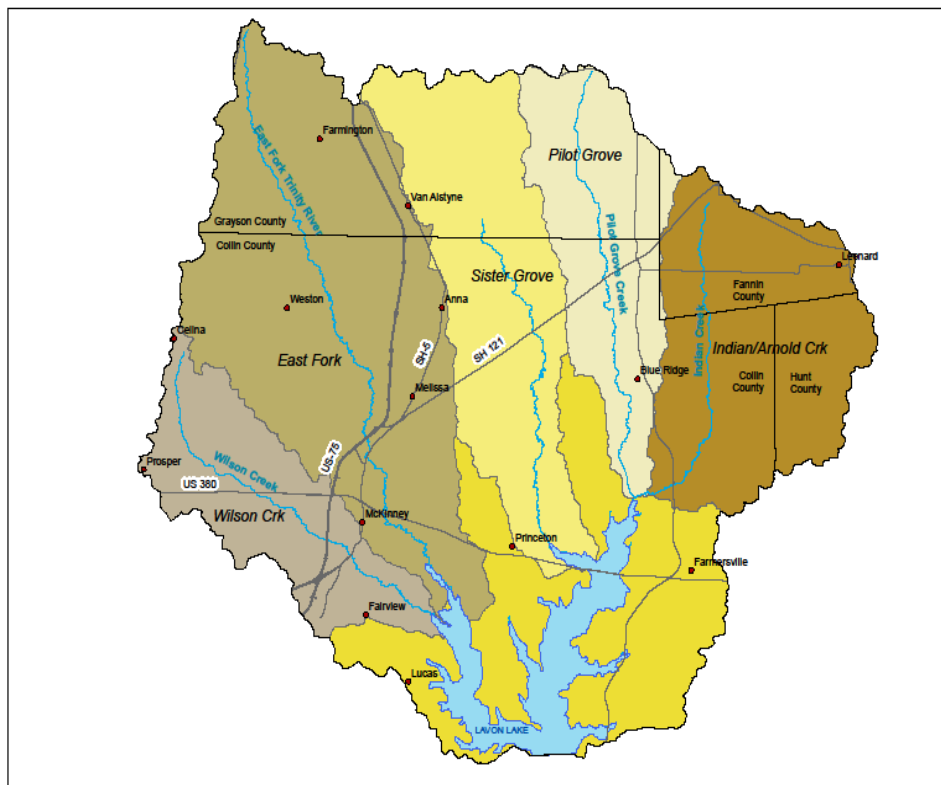 Farmington
East Fork Trinity River
Pilot Grove
Van Alstyne
Grayson County
Collin County
Pilot Grove Creek
Leonard
Sister Grove
Fannin
County
Weston
Anna
Indian Creek
Celina
East Fork
SH-5
SH 121
Indian/Arnold Crk
Collin
County
Hunt
County
Blue Ridge
Melissa
Prosper
Wilson Creek
US-75
US 380
Wilson Crk
McKinney
Princeton
Farmersville
Fairview
Lucas
LAVON LAKE